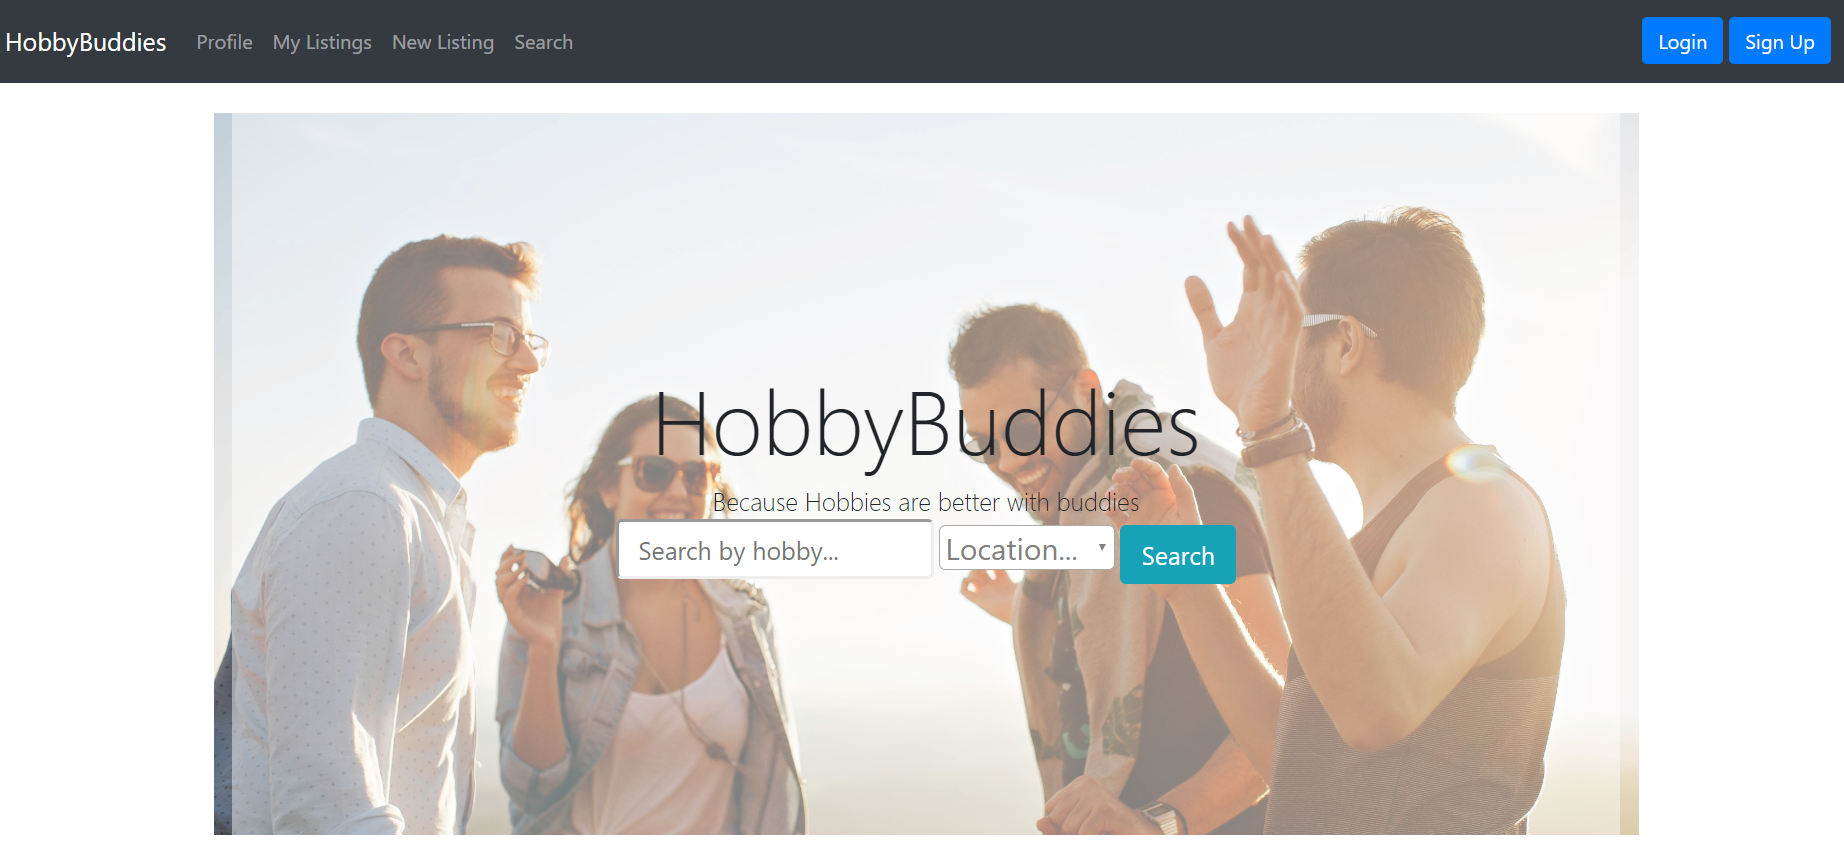 HobbyBuddies Profile My Listings New Listing Search Login Sign Up
HobbyBuddies
Because Hobbies are better with buddies
Search by hobby... Location... Search